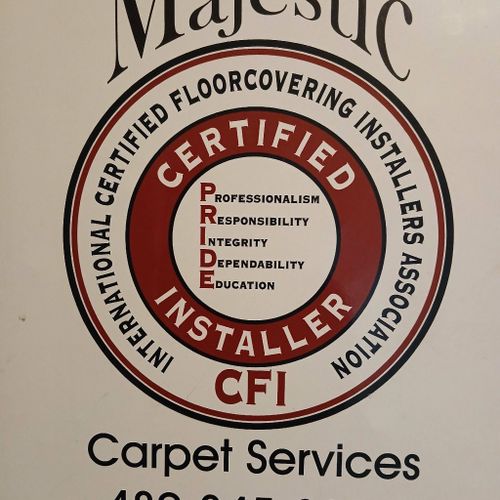 Majestic
INTERNATIONAL CERTIFIED FLOORCOVERING INSTALLERS ASSOCIATION
CERTIFIED
PROFESSIONALISM
RESPONSIBILITY
INTEGRITY
DEPENDABILITY
EDUCATION
INSTALLER
CFI
Carpet Services